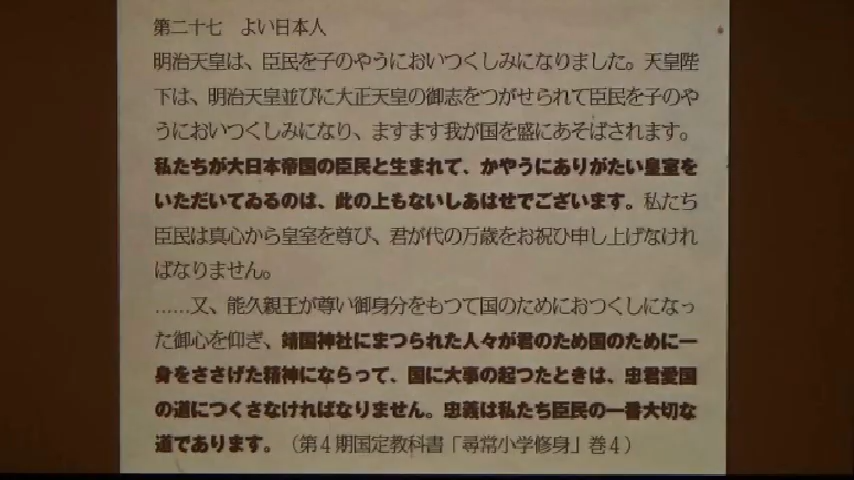 第二十七　よい日本人
明治天皇は、臣民を子のやうにおいつくしみになりました。天皇陛
下は、明治天皇並びに大正天皇の御志をつがせられて臣民を子のや
うにおいつくしみになり、ますます我が国を盛にあそばされます。
私たちが大日本帝国の臣民と生まれて、かやうにありがたい皇室を
いただいてゐるのは、此の上もないしあはせでございます。私たち
臣民は真心から皇室を尊び、君が代の万歳をお祝ひ申し上げなけれ
ばなりません。
……又、能久親王が尊い御身分をもつて国のためにおつくしになっ
た御心を仰ぎ、靖国神社にまつられた人々が君のため国のために一
身をささげた精神にならって、国に大事の起つたときは、忠君愛国
の道につくさなければなりません。忠義は私たち臣民の一番大切な
道であります。（第４期国定教科書「尋常小学修身」巻４）